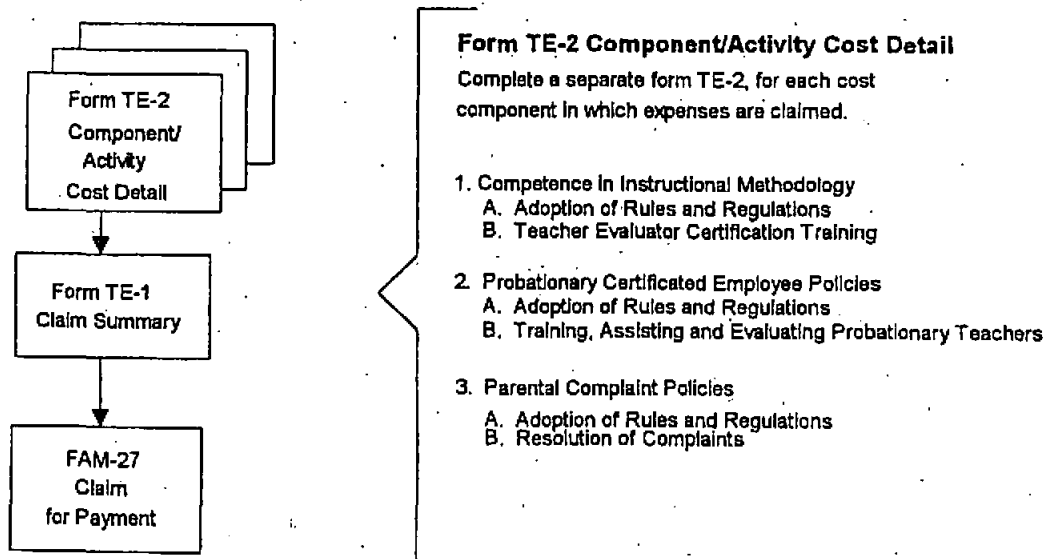 Form TE-2
Component/
Activity
Cost Detail
Form TE-1
Claim Summary
FAM-27
Claim
for Payment
Form TE-2 Component/Activity Cost Detail
Complete a separate form TE-2, for each cost
component in which expenses are claimed.
1. Competence in Instructional Methodology
A. Adoption of Rules and Regulations
B. Teacher Evaluator Certification Training
2. Probationary Certificated Employee Policies
A. Adoption of Rules and Regulations
B. Training, Assisting and Evaluating Probationary Teachers
3. Parental Complaint Policies
A. Adoption of Rules and Regulations
B. Resolution of Complaints